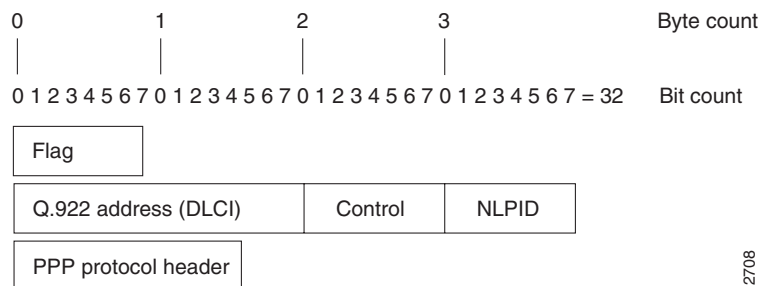 0 1 2 3 Byte count
0 1 2 3 4 5 6 7 0 1 2 3 4 5 6 7 0 1 2 3 4 5 6 7 0 1 2 3 4 5 6 7 = 32 Bit count
Flag
Q.922 address (DLCI) Control NLPID
PPP protocol header
2708